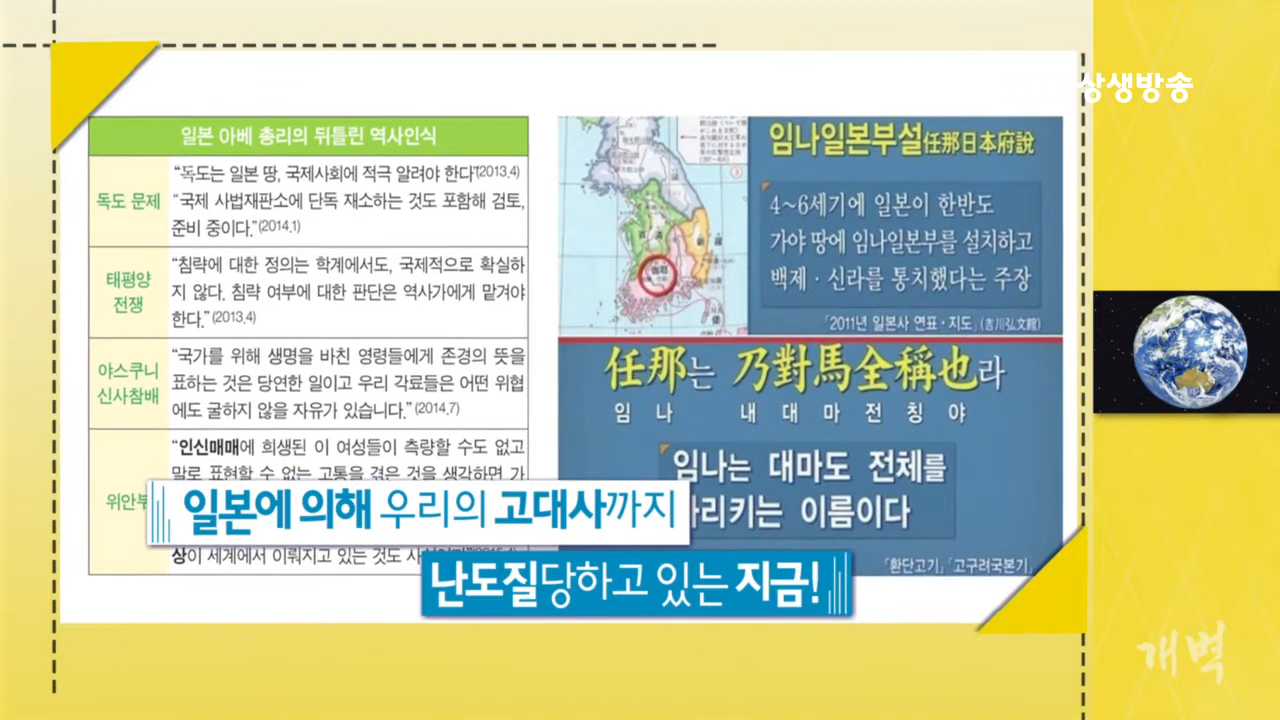 상생방송
일본 아베 총리의 뒤틀린 역사인식
독도 문제
“독도는 일본 땅, 국제사회에 적극 알려야 한다”(2013.4)
“국제 사법재판소에 단독 재소하는 것도 포함해 검토,
준비 중이다.”(2014.1)
태평양
전쟁
“침략에 대한 정의는 학계에서도, 국제적으로 확실하
지 않다. 침략 여부에 대한 판단은 역사가에게 맡겨야
한다.”(2013.4)
야스쿠니
신사참배
“국가를 위해 생명을 바친 영령들에게 존경의 뜻을
표하는 것은 당연한 일이고 우리 각료들은 어떤 위협
에도 굴하지 않을 자유가 있습니다.”(2014.7)
위안부
“인신매매에 희생된 이 여성들이 측량할 수도 없고
말로 표현할 수 없는 고통을 겪은 것을 생각하면 가
상이 세계에서 이뤄지고 있는 것도
임나일본부설任那日本府說
4~6세기에 일본이 한반도
가야 땅에 임나일본부를 설치하고
백제·신라를 통치했다는 주장
「2011년 일본사 연표·지도」(吉川弘文館)
任那는 乃對馬全稱也라
임 나 내 대 마 전 칭 야
임나는 대마도 전체를
가리키는 이름이다
「환단고기」「고구려국본기」
일본에 의해 우리의 고대사까지
난도질당하고 있는 지금!
개벽